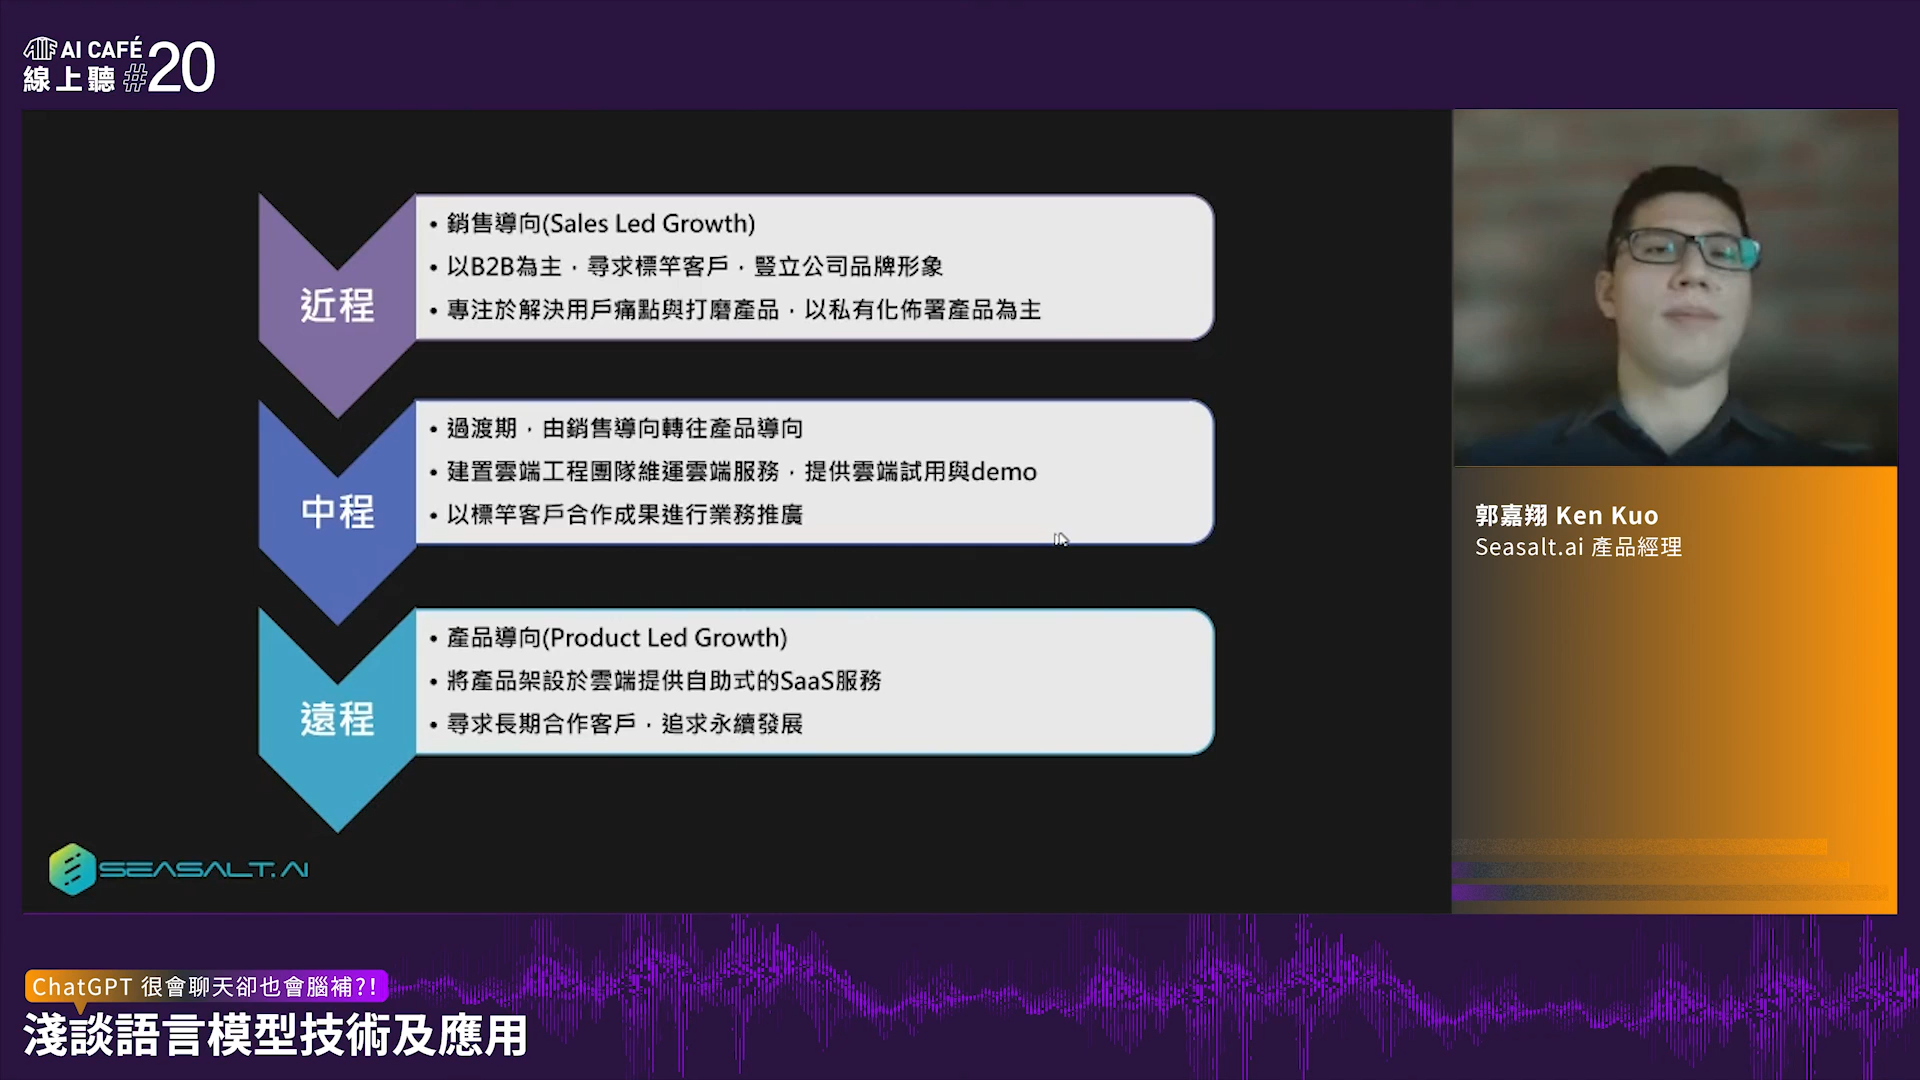 AIF AI CAFÉ
線上聽 #20
近程
• 銷售導向(Sales Led Growth)
• 以B2B為主，尋求標竿客戶，豎立公司品牌形象
• 專注於解決用戶痛點與打磨產品，以私有化佈署產品為主
中程
• 過渡期，由銷售導向轉往產品導向
• 建置雲端工程團隊維運雲端服務，提供雲端試用與demo
• 以標竿客戶合作成果進行業務推廣
遠程
• 產品導向(Product Led Growth)
• 將產品架設於雲端提供自助式的SaaS服務
• 尋求長期合作客戶，追求永續發展
SEASALT.AI
郭嘉翔 Ken Kuo
Seasalt.ai 產品經理
ChatGPT 很會聊天卻也會腦補?!
淺談語言模型技術及應用